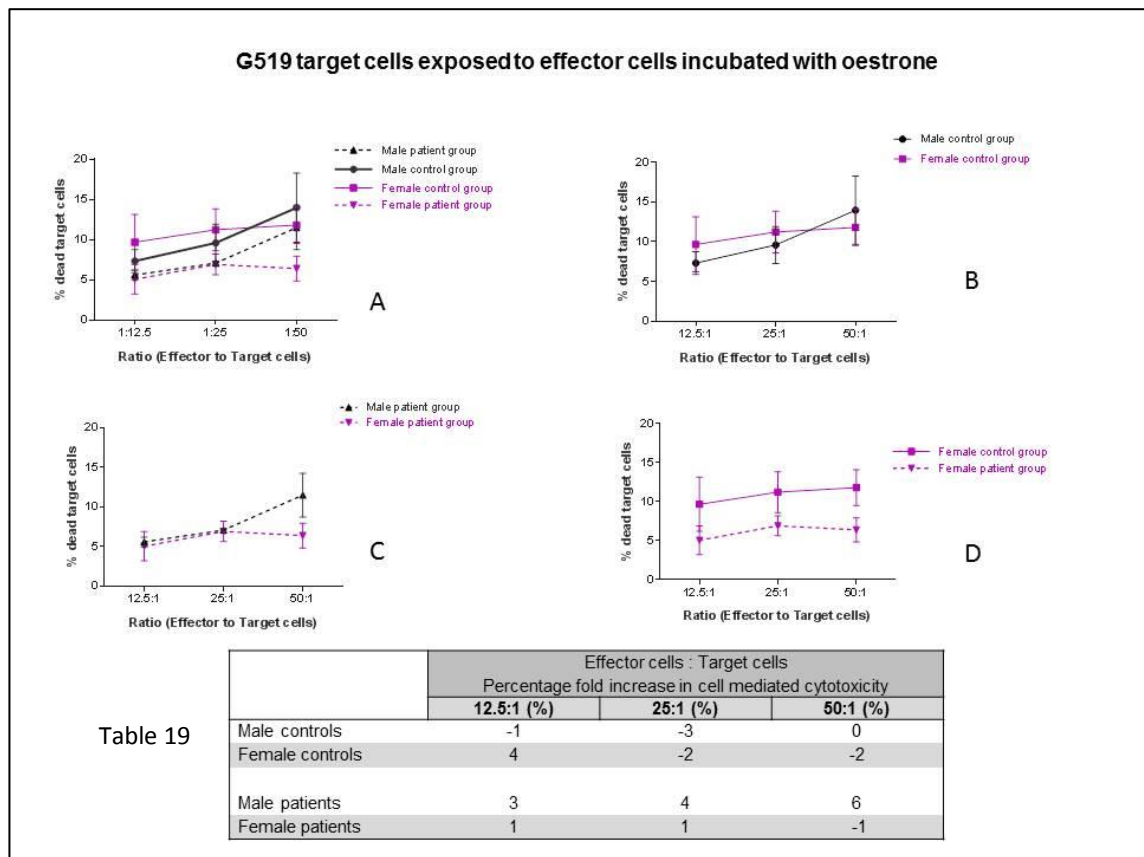 G519 target cells exposed to effector cells incubated with oestrone
Male patient group
Male control group
Female control group
Female patient group
20
15
10
5
0
% dead target cells
1:12.5 1:25 1:50
Ratio (Effector to Target cells)
A
Male control group
Female control group
20
15
10
5
0
% dead target cells
12.5:1 25:1 50:1
Ratio (Effector to Target cells)
B
Male patient group
Female patient group
20
15
10
5
0
% dead target cells
12.5:1 25:1 50:1
Ratio (Effector to Target cells)
C
Female control group
Female patient group
20
15
10
5
0
% dead target cells
12.5:1 25:1 50:1
Ratio (Effector to Target cells)
D
Table 19
Effector cells : Target cells
Percentage fold increase in cell mediated cytotoxicity
12.5:1 (%) 25:1 (%) 50:1 (%)
Male controls -1 -3 0
Female controls 4 -2 -2
Male patients 3 4 6
Female patients 1 1 -1